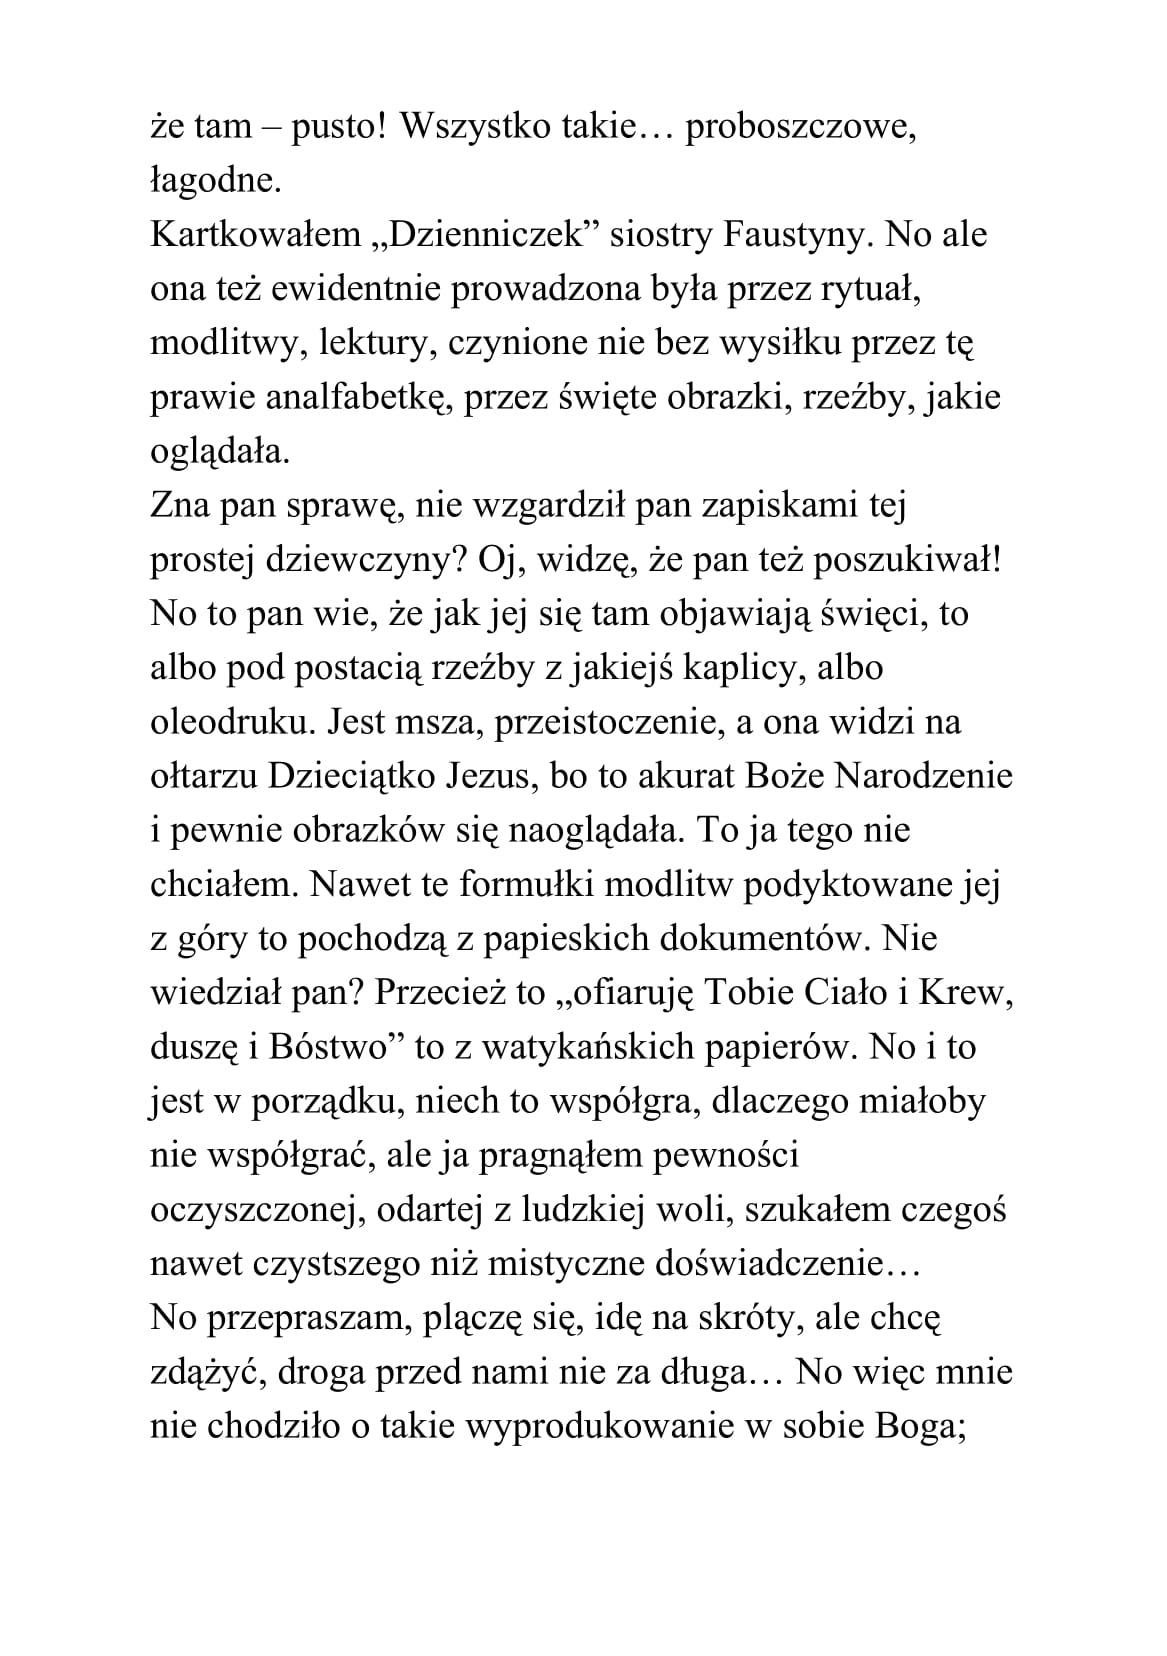 że tam – pusto! Wszystko takie… proboszczowe,
łagodne.
Kartkowałem „Dzienniczek” siostry Faustyny. No ale
ona też ewidentnie prowadzona była przez rytuał,
modlitwy, lektury, czynione nie bez wysiłku przez tę
prawie analfabetkę, przez święte obrazki, rzeźby, jakie
oglądała.
Zna pan sprawę, nie wzgardził pan zapiskami tej
prostej dziewczyny? Oj, widzę, że pan też poszukiwał!
No to pan wie, że jak jej się tam objawiają święci, to
albo pod postacią rzeźby z jakiejś kaplicy, albo
oleodruku. Jest msza, przeistoczenie, a ona widzi na
ołtarzu Dzieciątko Jezus, bo to akurat Boże Narodzenie
i pewnie obrazków się naoglądała. To ja tego nie
chciałem. Nawet te formułki modlitw podyktowane jej
z góry to pochodzą z papieskich dokumentów. Nie
wiedział pan? Przecież to „ofiaruję Tobie Ciało i Krew,
duszę i Bóstwo” to z watykańskich papierów. No i to
jest w porządku, niech to współgra, dlaczego miałoby
nie współgrać, ale ja pragnąłem pewności
oczyszczonej, odartej z ludzkiej woli, szukałem czegoś
nawet czystszego niż mistyczne doświadczenie…
No przepraszam, plączę się, idę na skróty, ale chcę
zdążyć, droga przed nami nie za długa… No więc mnie
nie chodziło o takie wyprodukowanie w sobie Boga;